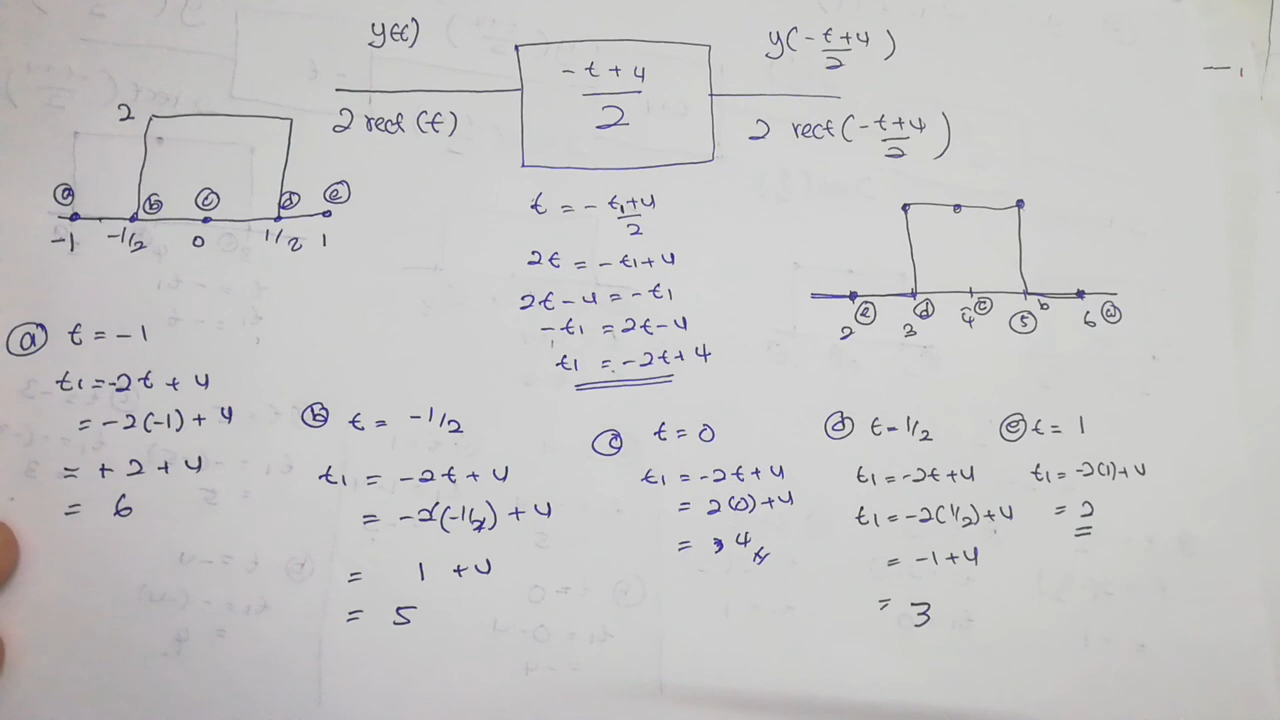 y(t)
y(-t+4/2)
-t+4
2
2 rect (t)
2 rect(-t+4/2)
2
a b c d e
-1 -1/2 0 1/2 1
t = -t1+4/2
2t = -t1+4
2t-4 = -t1
-t1 = 2t-4
t1 = -2t+4
2 e 3 d 4 c 5 b 6 a
a t = -1
t1 = -2t + 4
= -2(-1) + 4
= +2+4
= 6
b t = -1/2
t1 = -2t+4
= -2(-1/2) + 4
= 1 +4
= 5
c t=0
t1 = -2t+4
= 2(0)+4
= 4
d t-1/2
t1 = -2t+4
t1 = -2(1/2)+4
= -1+4
= 3
e t = 1
t1 = -2(1)+4
= 2